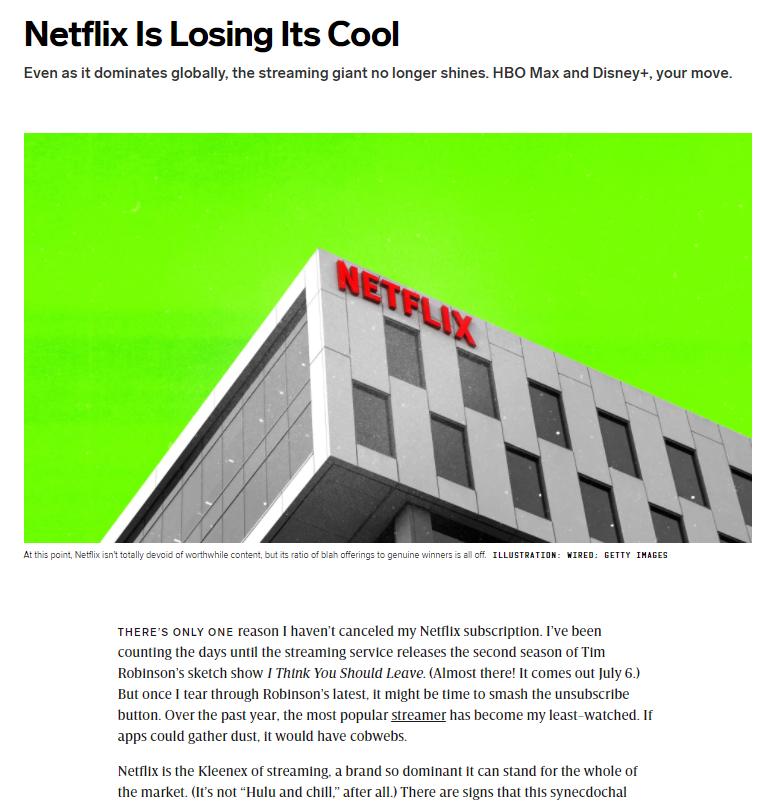 Netflix Is Losing Its Cool
Even as it dominates globally, the streaming giant no longer shines. HBO Max and Disney+, your move.
NETFLIX
At this point, Netflix isn't totally devoid of worthwhile content, but its ratio of blah offerings to genuine winners is all off. ILLUSTRATION: WIRED; GETTY IMAGES
THERE'S ONLY ONE reason I haven't canceled my Netflix subscription. I've been
counting the days until the streaming service releases the second season of Tim
Robinson's sketch show I Think You Should Leave. (Almost there! It comes out July 6.)
But once I tear through Robinson's latest, it might be time to smash the unsubscribe
button. Over the past year, the most popular streamer has become my least-watched. If
apps could gather dust, it would have cobwebs.
Netflix is the Kleenex of streaming, a brand so dominant it can stand for the whole of
the market. (It's not “Hulu and chill,” after all.) There are signs that this synecdochal